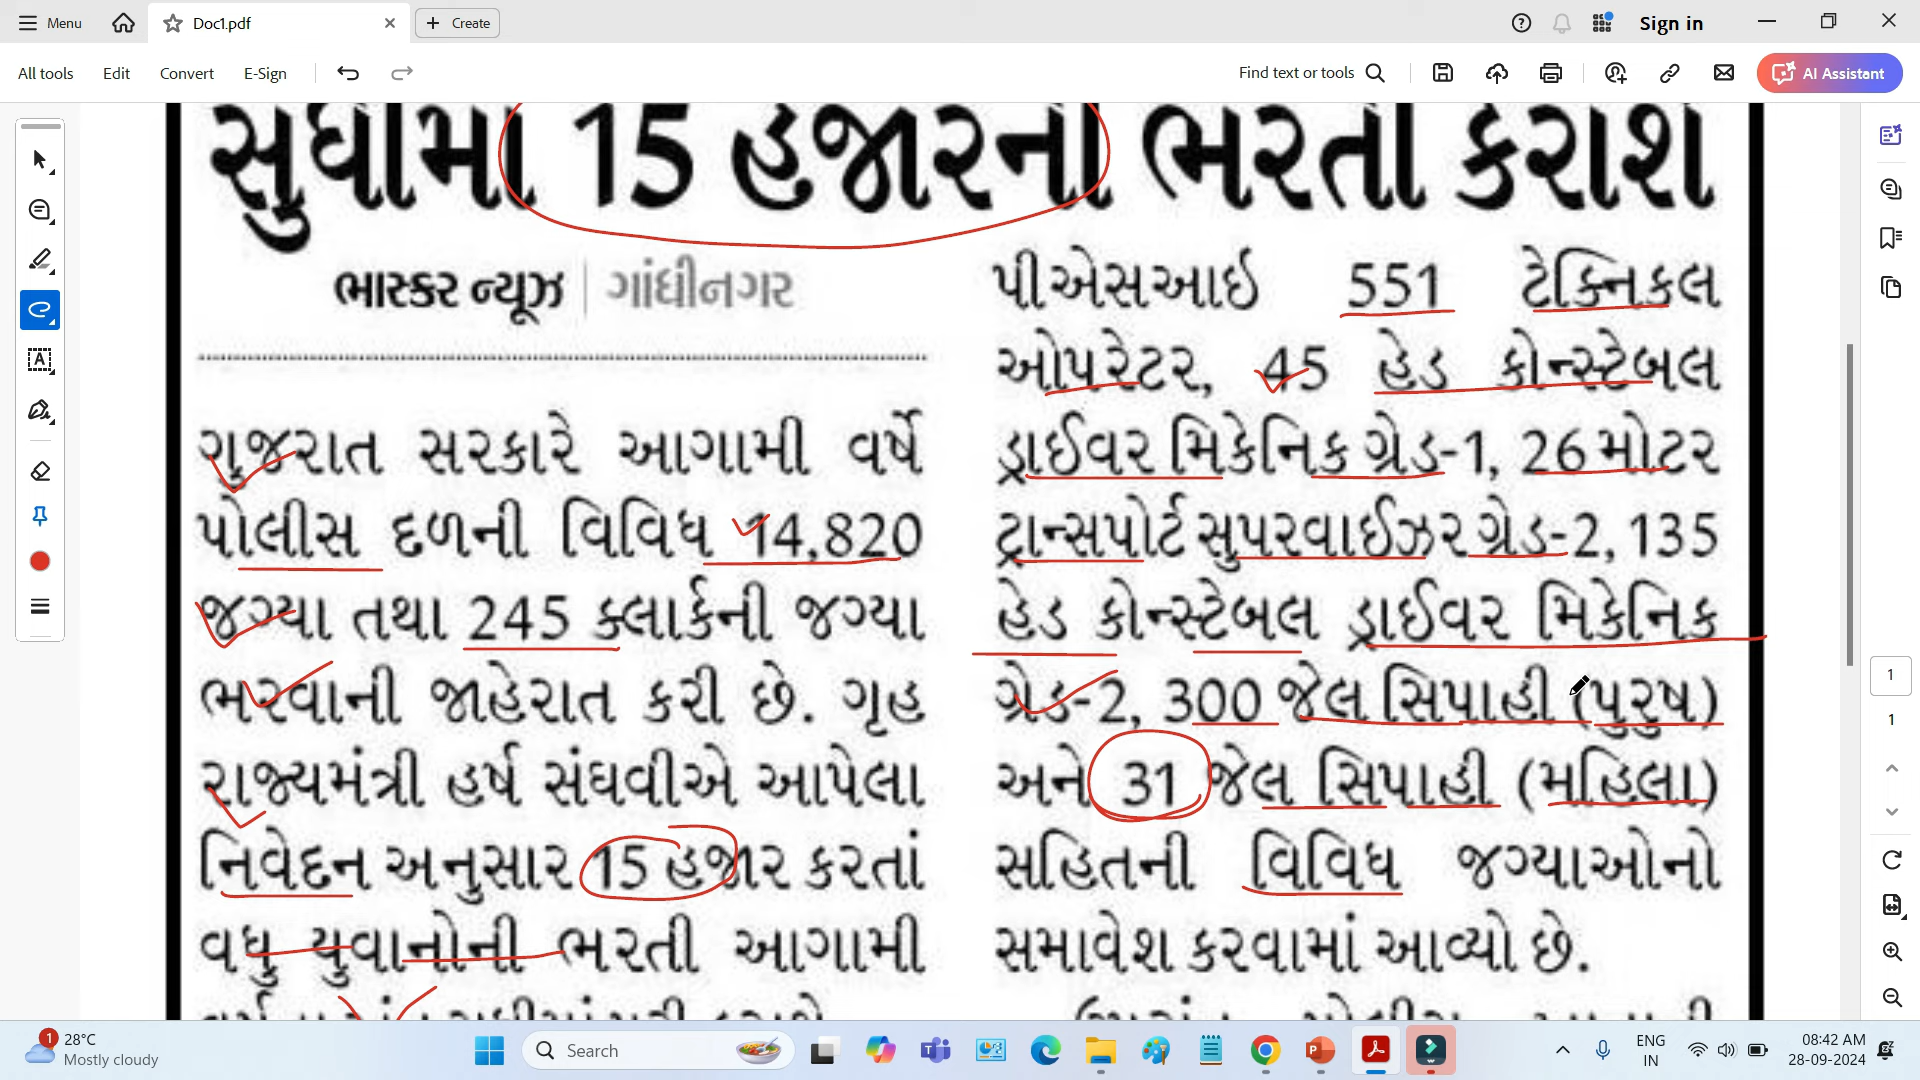 Menu
Doc1.pdf
Create
Sign in
All tools
Edit
Convert
E-Sign
Find text or tools
AI Assistant
સુધીમાં 15 હજારની ભરતી કરાશે
ભાસ્કર ન્યૂઝ | ગાંધીનગર
ગુજરાત સરકારે આગામી વર્ષે
પોલીસ દળની વિવિધ 14,820
જગ્યા તથા 245 ક્લાર્કની જગ્યા
ભરવાની જાહેરાત કરી છે. ગૃહ
રાજ્યમંત્રી હર્ષ સંઘવીએ આપેલા
નિવેદન અનુસાર 15 હજાર કરતાં
વધુ યુવાનોની ભરતી આગામી
પીએસઆઈ 551 ટેક્નિકલ
ઓપરેટર, 45 હેડ કોન્સ્ટેબલ
ડ્રાઈવર મિકેનિક ગ્રેડ-1, 26 મોટર
ટ્રાન્સપોર્ટ સુપરવાઈઝર ગ્રેડ-2, 135
હેડ કોન્સ્ટેબલ ડ્રાઈવર મિકેનિક
ગ્રેડ-2, 300 જેલ સિપાહી (પુરુષ)
અને 31 જેલ સિપાહી (મહિલા)
સહિતની વિવિધ જગ્યાઓનો
સમાવેશ કરવામાં આવ્યો છે.
1
1
1
28°C
Mostly cloudy
Search
ENG
IN
08:42 AM
28-09-2024